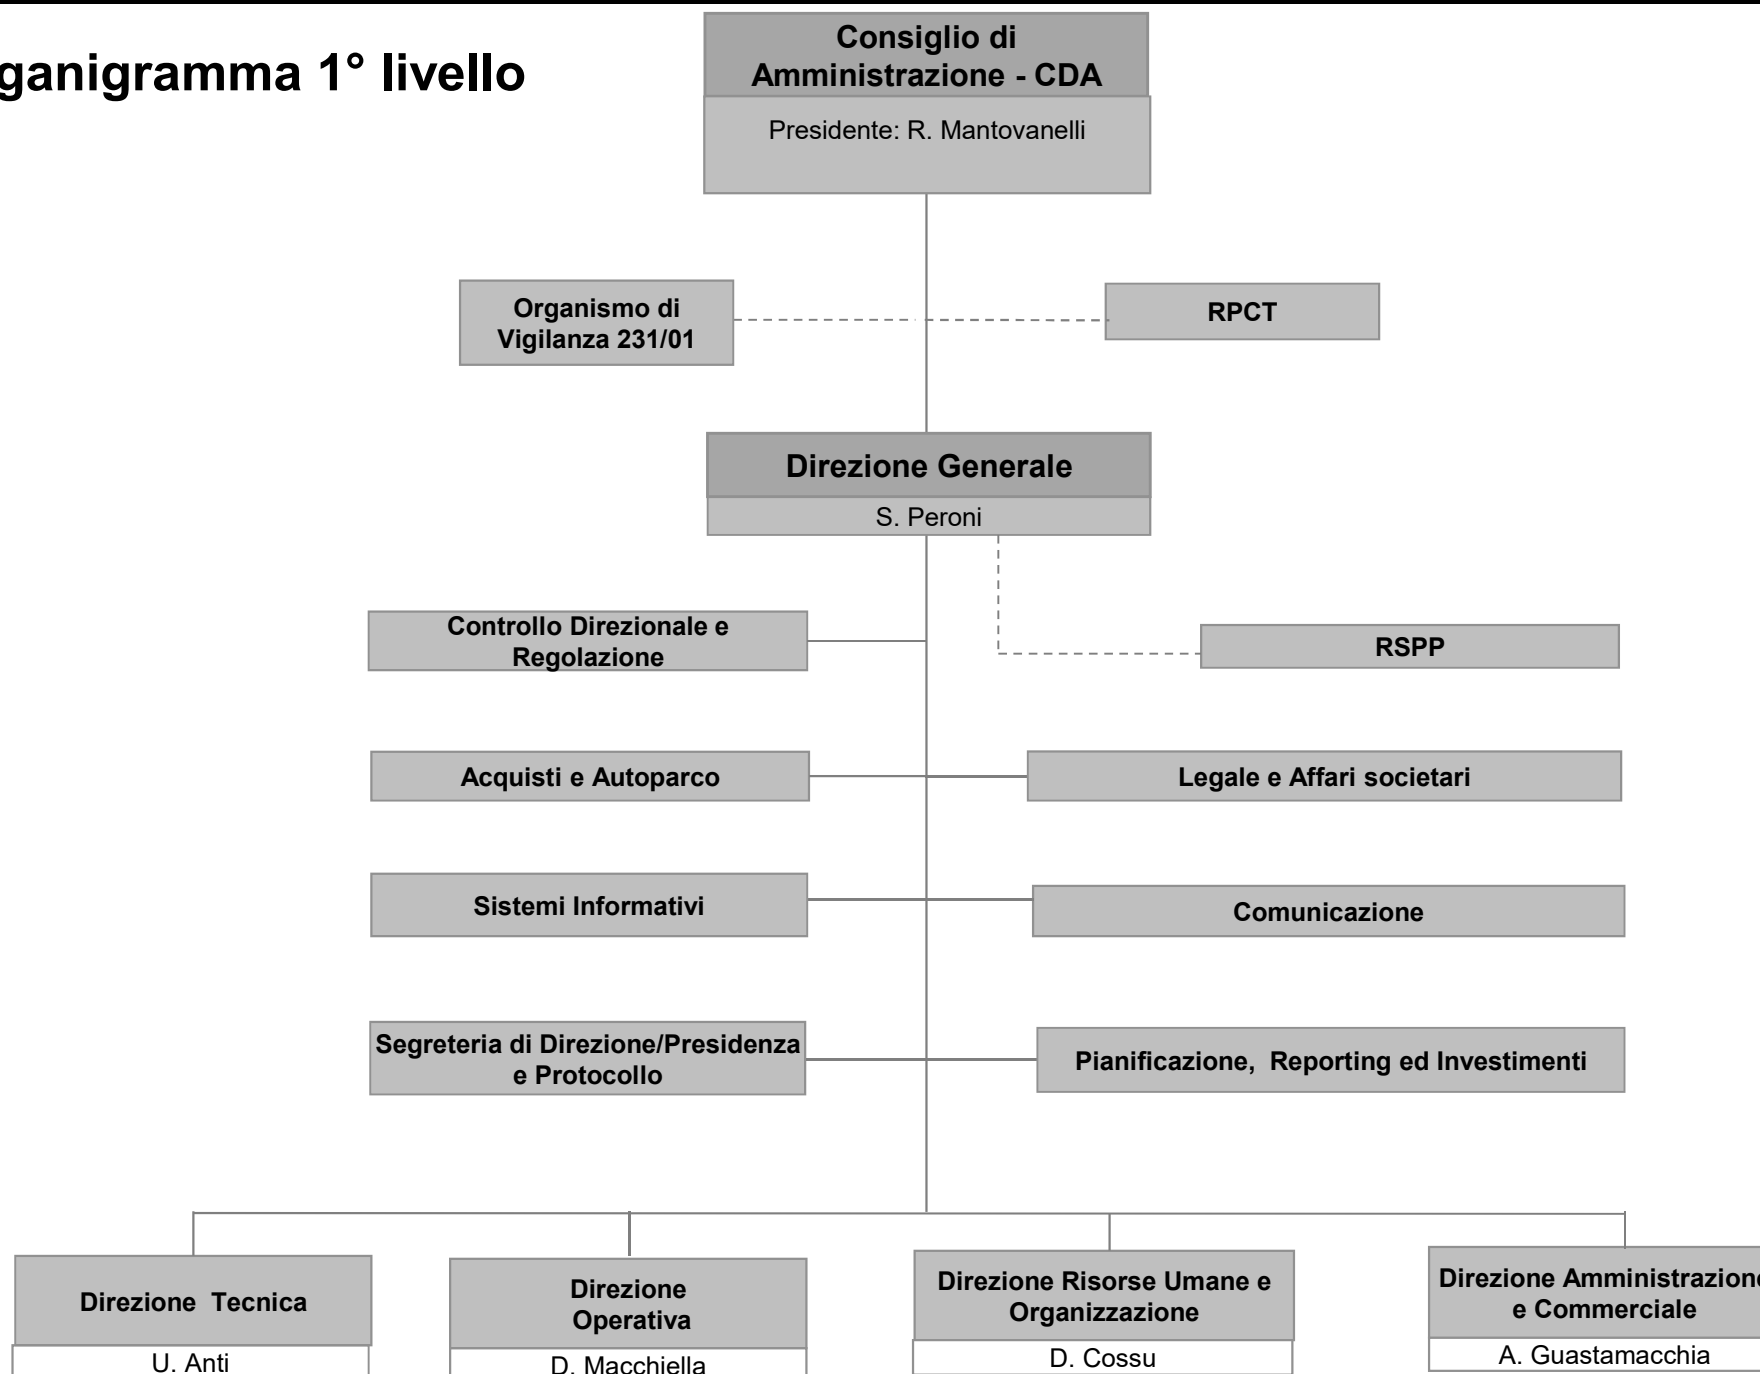 ganigramma 1° livello
Consiglio di
Amministrazione - CDA
Presidente: R. Mantovanelli
Organismo di
Vigilanza 231/01
RPCT
Direzione Generale
S. Peroni
Controllo Direzionale e
Regolazione
RSPP
Acquisti e Autoparco
Legale e Affari societari
Sistemi Informativi
Comunicazione
Segreteria di Direzione/Presidenza
e Protocollo
Pianificazione, Reporting ed Investimenti
Direzione Tecnica
U. Anti
Direzione
Operativa
D. Macchiella
Direzione Risorse Umane e
Organizzazione
D. Cossu
Direzione Amministrazione
e Commerciale
A. Guastamacchia